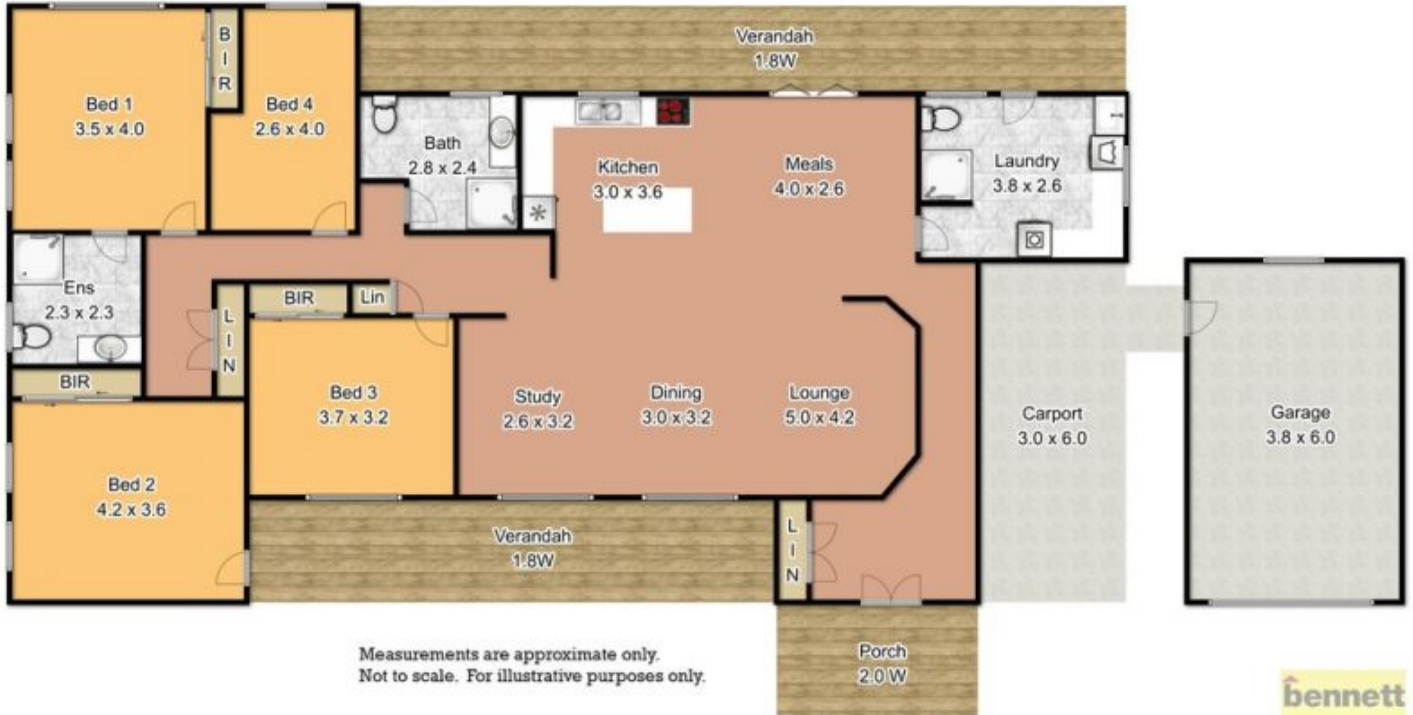 Verandah
1.8W
Bed 1
3.5 x 4.0
B
I
R
Bed 4
2.6 x 4.0
Bath
2.8 x 2.4
Kitchen
3.0 x 3.6
Meals
4.0 x 2.6
Laundry
3.8 x 2.6
Ens
2.3 x 2.3
BIR
L
I
N
BIR
Lin
Bed 3
3.7 x 3.2
Study
2.6 x 3.2
Dining
3.0 x 3.2
Lounge
5.0 x 4.2
Carport
3.0 x 6.0
Garage
3.8 x 6.0
Bed 2
4.2 x 3.6
Verandah
1.8W
L
I
N
Porch
2.0 W
Measurements are approximate only.
Not to scale. For illustrative purposes only.
bennett